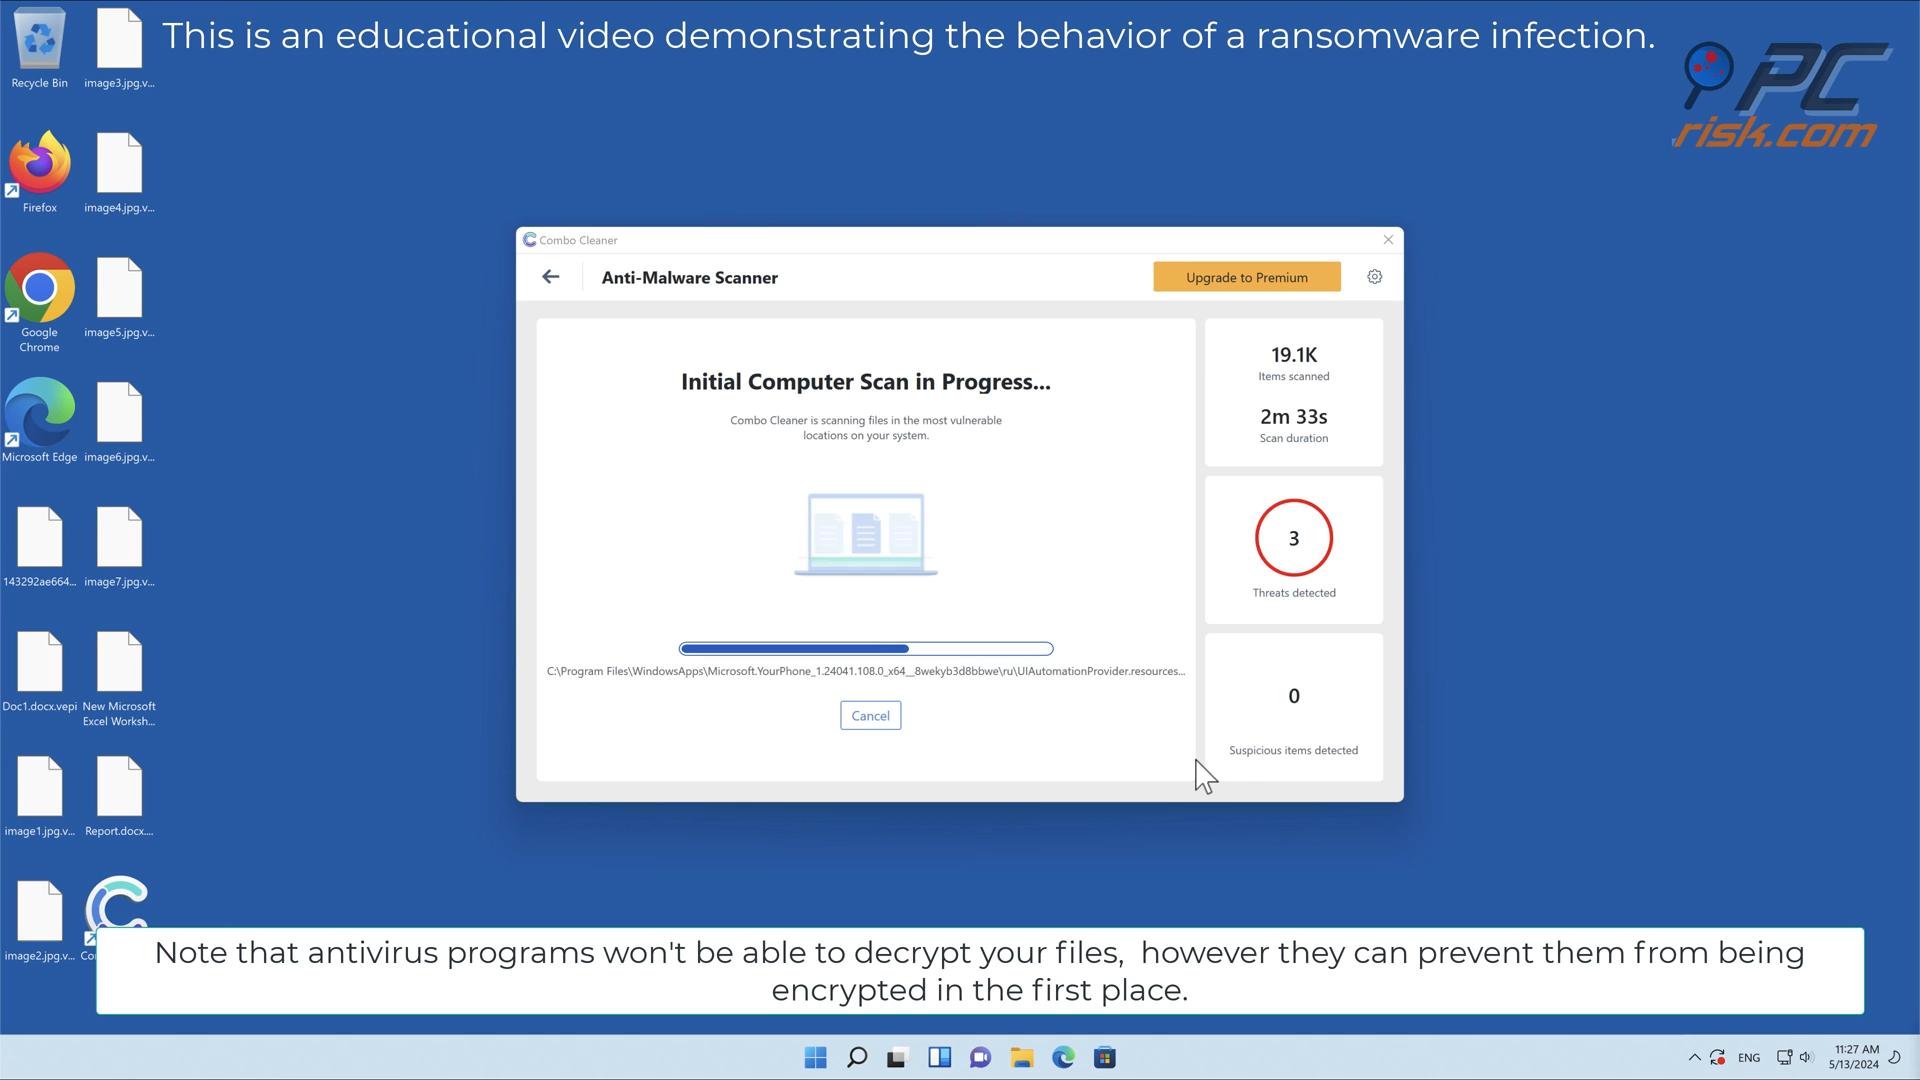 This is an educational video demonstrating the behavior of a ransomware infection.
PC
risk.com
Recycle Bin
image3.jpg.v...
Firefox
image4.jpg.v...
Google
Chrome
image5.jpg.v...
Microsoft Edge
image6.jpg.v...
143292ae664...
image7.jpg.v...
Doc1.docx.vepi
New Microsoft
Excel Worksh...
image1.jpg.v...
Report.docx....
image2.jpg.v...
Co
Combo Cleaner
Anti-Malware Scanner
Upgrade to Premium
Initial Computer Scan in Progress...
Combo Cleaner is scanning files in the most vulnerable
locations on your system.
C:\Program Files\WindowsApps\Microsoft.YourPhone_1.24041.108.0_x64__8wekyb3d8bbwe\ru\UIAutomationProvider.resources...
Cancel
19.1K
Items scanned
2m 33s
Scan duration
3
Threats detected
0
Suspicious items detected
Note that antivirus programs won't be able to decrypt your files, however they can prevent them from being
encrypted in the first place.
ENG
11:27 AM
5/13/2024